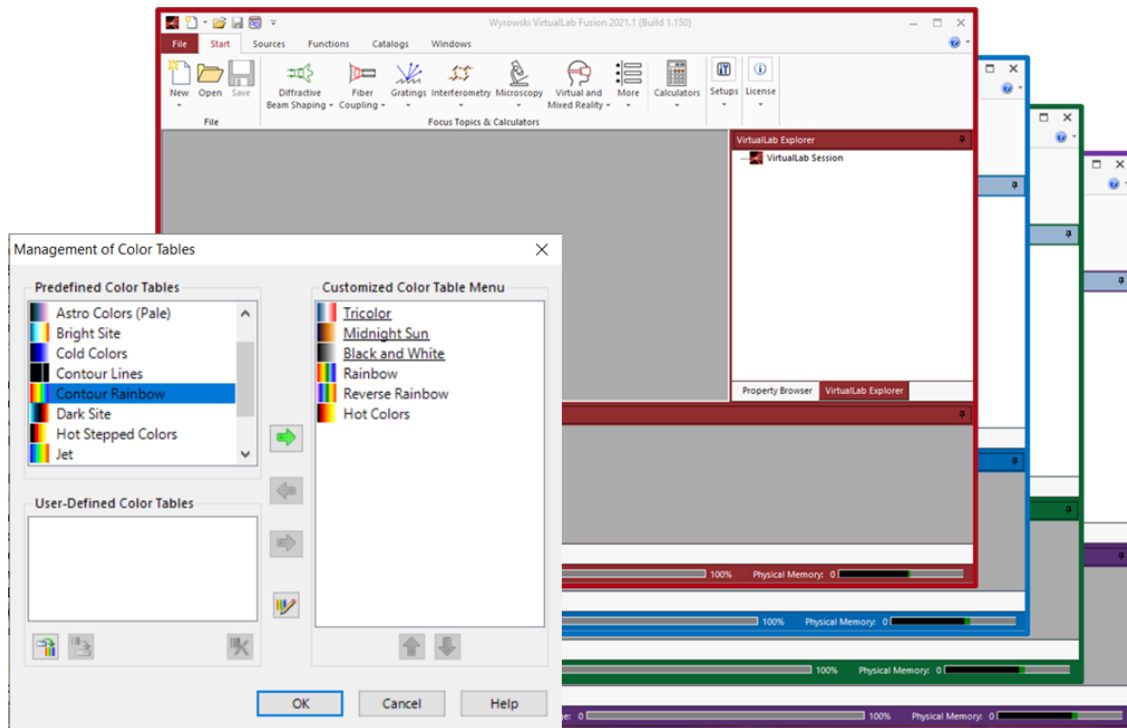 Wyrowski VirtualLab Fusion 2021.1 (Build 1.150)
File Start Sources Functions Catalogs Windows
New Open Save Diffractive Fiber Gratings Interferometry Microscopy Virtual and More Calculators Setups License
Beam Shaping Coupling Mixed Reality
File Focus Topics & Calculators
VirtualLab Explorer
VirtualLab Session
Property Browser VirtualLab Explorer
100% Physical Memory: 0
100% Physical Memory: 0
100% Physical Memory: 0
0 100% Physical Memory: 0
Management of Color Tables
Predefined Color Tables
Astro Colors (Pale)
Bright Site
Cold Colors
Contour Lines
Contour Rainbow
Dark Site
Hot Stepped Colors
Jet
User-Defined Color Tables
Customized Color Table Menu
Tricolor
Midnight Sun
Black and White
Rainbow
Reverse Rainbow
Hot Colors
OK Cancel Help